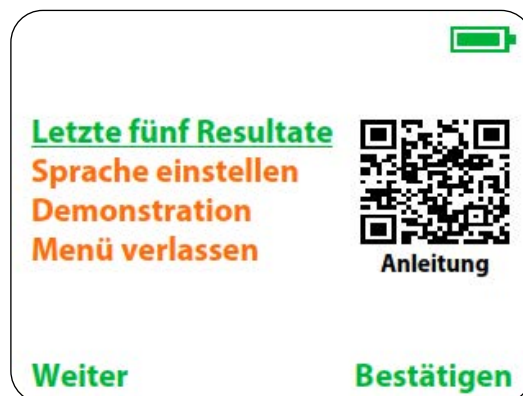 Letzte fünf Resultate
Sprache einstellen
Demonstration
Menü verlassen
Anleitung
Weiter
Bestätigen